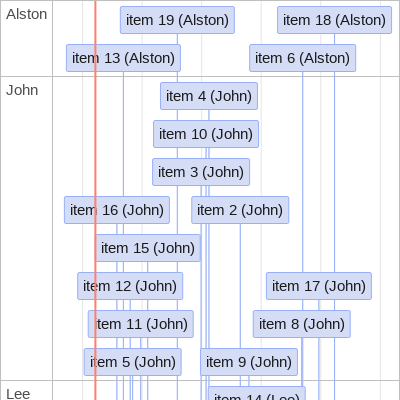 Alston
item 19 (Alston)
item 18 (Alston)
item 13 (Alston)
item 6 (Alston)
John
item 4 (John)
item 10 (John)
item 3 (John)
item 16 (John)
item 2 (John)
item 15 (John)
item 12 (John)
item 17 (John)
item 11 (John)
item 8 (John)
item 5 (John)
item 9 (John)
Lee
item 14 (Lee)